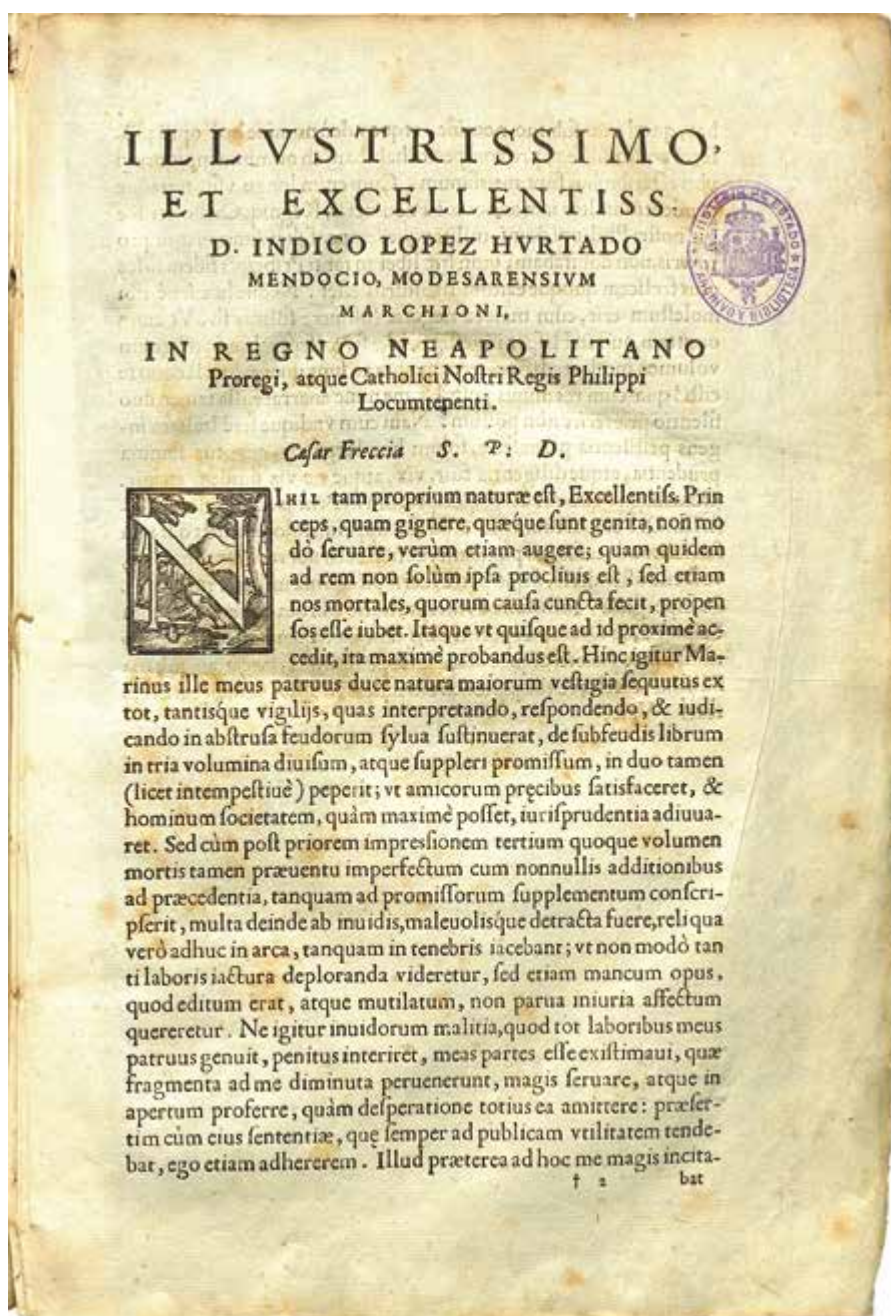 ILLVSTRISSIMO,
ET EXCELLENTISS.
D. INDICO LOPEZ HVRTADO
MENDOCIO, MODESARENSIVM
MARCHIONI,
IN REGNO NEAPOLITANO
Proregi, atque Catholici Noſtri Regis Philippi
Locumtenenti.
Cæſar Freccia S. P: D.
NIHIL tam proprium naturæ eſt, Excellentiſs. Prin
ceps, quam gignere, quæque ſunt genita, non mo
dò ſeruare, verùm etiam augere; quam quidem
ad rem non ſolùm ipſa procliuis eſt, ſed etiam
nos mortales, quorum cauſa cuncta fecit, propen
ſos eſſe iubet. Itaque vt quiſque ad id proximè ac-
cedit, ita maximè probandus eſt. Hinc igitur Ma-
rinus ille meus patruus duce natura maiorum veſtigia ſequutus ex
tot, tantiſque vigilijs, quas interpretando, reſpondendo, & iudi-
cando in abſtruſa feudorum ſylua ſuſtinuerat, de ſubfeudis librum
in tria volumina diuiſum, atque ſuppleri promiſſum, in duo tamen
(licet intempeſtiuè) peperit; vt amicorum pręcibus ſatisfaceret, &
hominum ſocietatem, quàm maximè poſſet, iuriſprudentia adiuua-
ret. Sed cùm poſt priorem impreſsionem tertium quoque volumen
mortis tamen præuentu imperfectum cum nonnullis additionibus
ad præcedentia, tanquam ad promiſſorum ſupplementum conſcri-
pſerit, multa deinde ab inuidis, maleuoliſque detracta fuere, reliqua
verò adhuc in arca, tanquam in tenebris iacebant; vt non modò tan
ti laboris iactura deploranda videretur, ſed etiam mancum opus,
quod editum erat, atque mutilatum, non parua iniuria affectum
quereretur. Ne igitur inuidorum malitia, quod tot laboribus meus
patruus genuit, penitus interiret, meas partes eſſe exiſtimaui, quæ
fragmenta ad me diminuta peruenerunt, magis ſeruare, atque in
apertum proferre, quàm deſperatione totius ea amittere: præſer-
tim cùm eius ſententiæ, quę ſemper ad publicam vtilitatem tende-
bat, ego etiam adhererem. Illud præterea ad hoc me magis incita-
† 2 bat